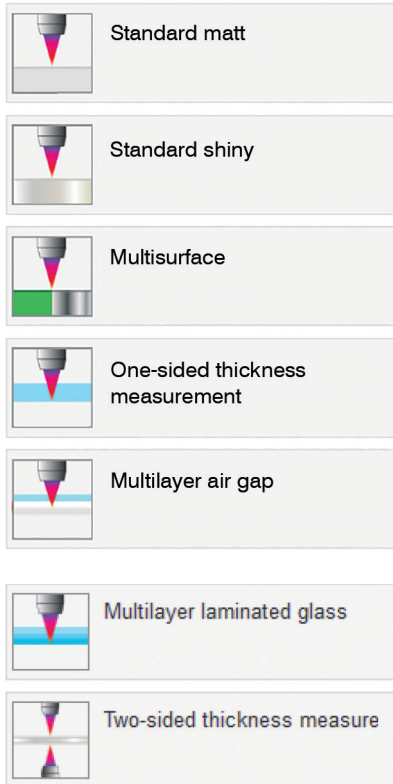 Standard matt
Standard shiny
Multisurface
One-sided thickness
measurement
Multilayer air gap
Multilayer laminated glass
Two-sided thickness measure